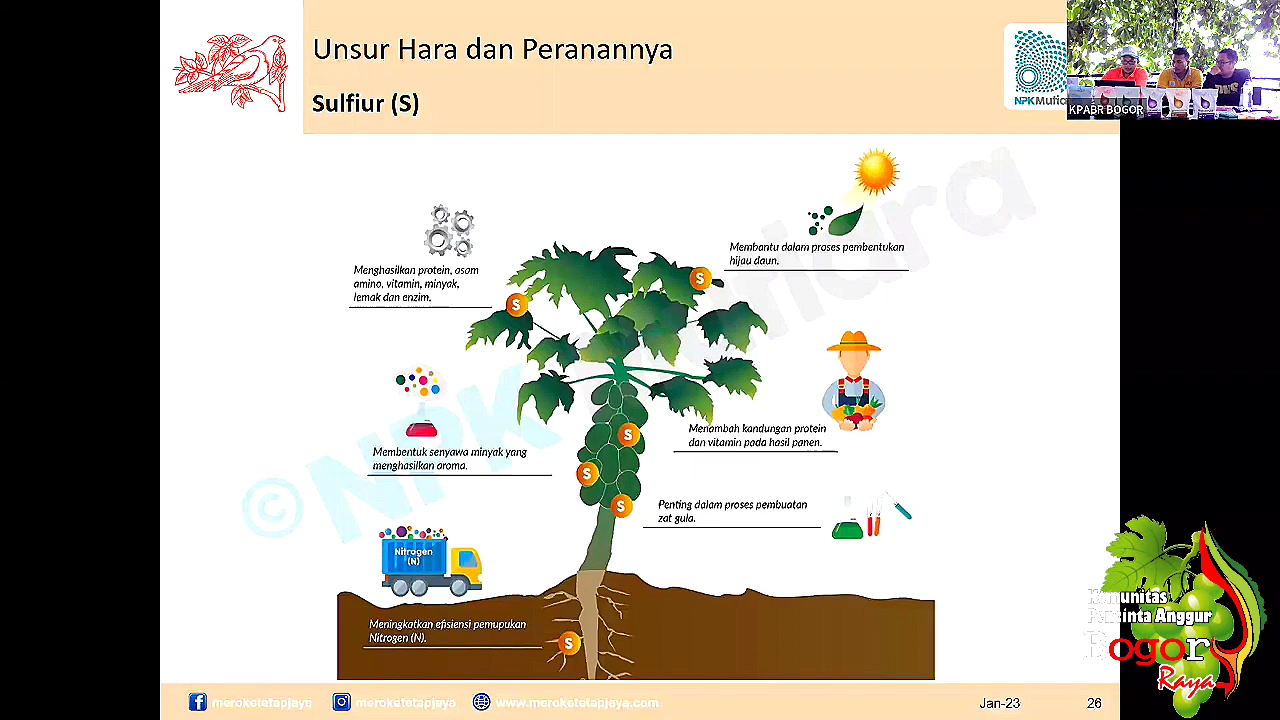 Unsur Hara dan Peranannya
Sulfiur (S)
KPABR BOGOR
Membantu dalam proses pembentukan
hijau daun.
Menghasilkan protein, asam
amino, vitamin, minyak,
lemak dan enzim.
S
S
Menambah kandungan protein
dan vitamin pada hasil panen.
S
Membentuk senyawa minyak yang
menghasilkan aroma.
S
Penting dalam proses pembuatan
zat gula.
S
Nitrogen
(N)
Meningkatkan efisiensi pemupukan
Nitrogen (N).
S
Komunitas
Pencinta Anggur
Bogor
Raya
meroketetapjaya
meroketetapjaya
www.meroketetapjaya.com
Jan-23
26